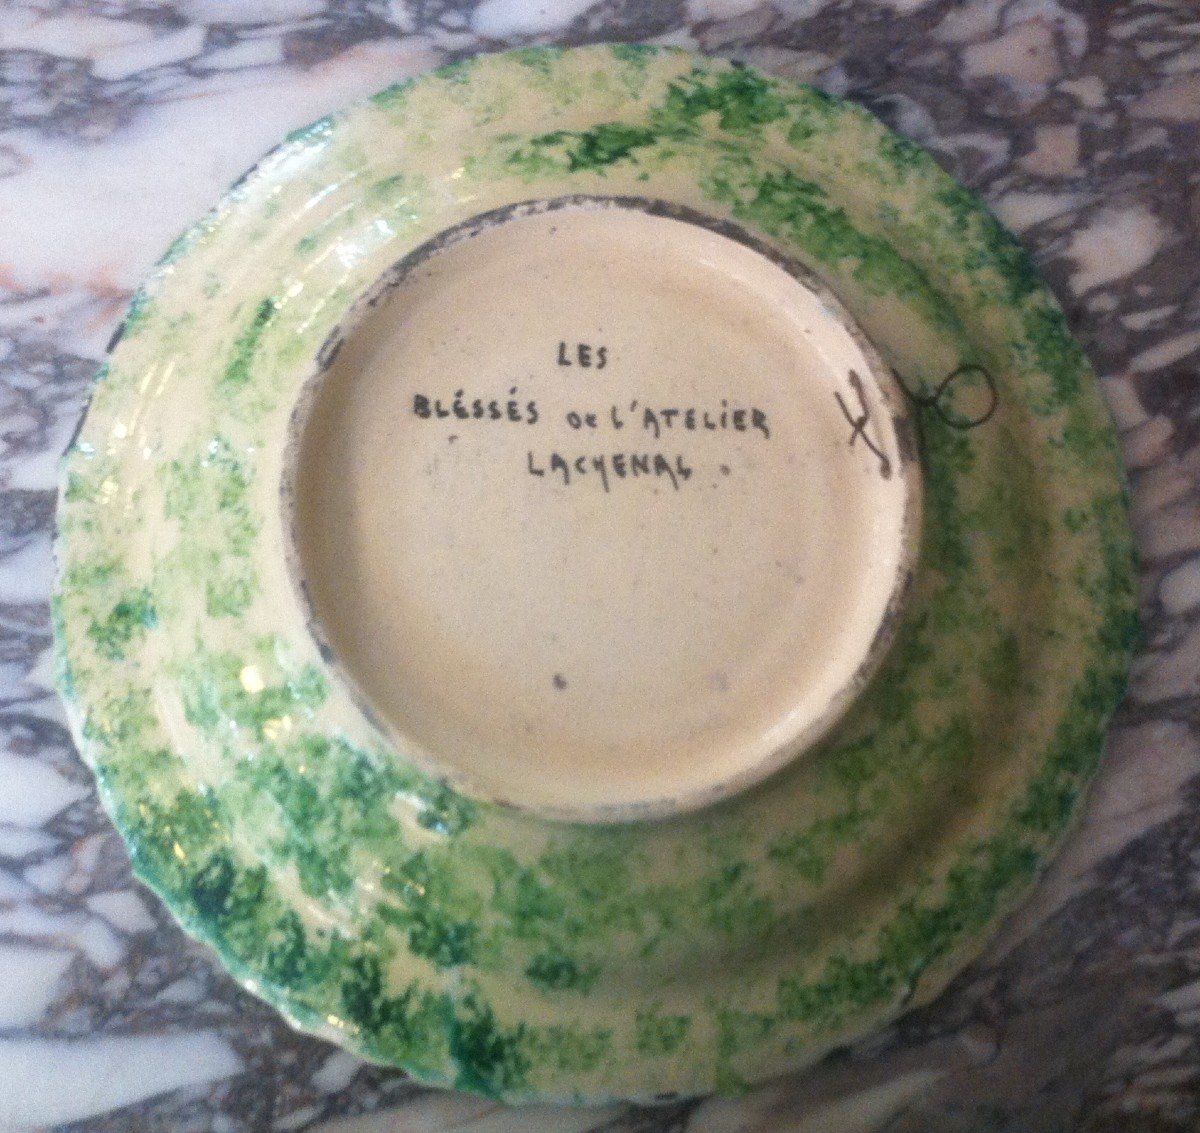 LES
BLÉSSÉS De L'ATELIER
LACHENAL